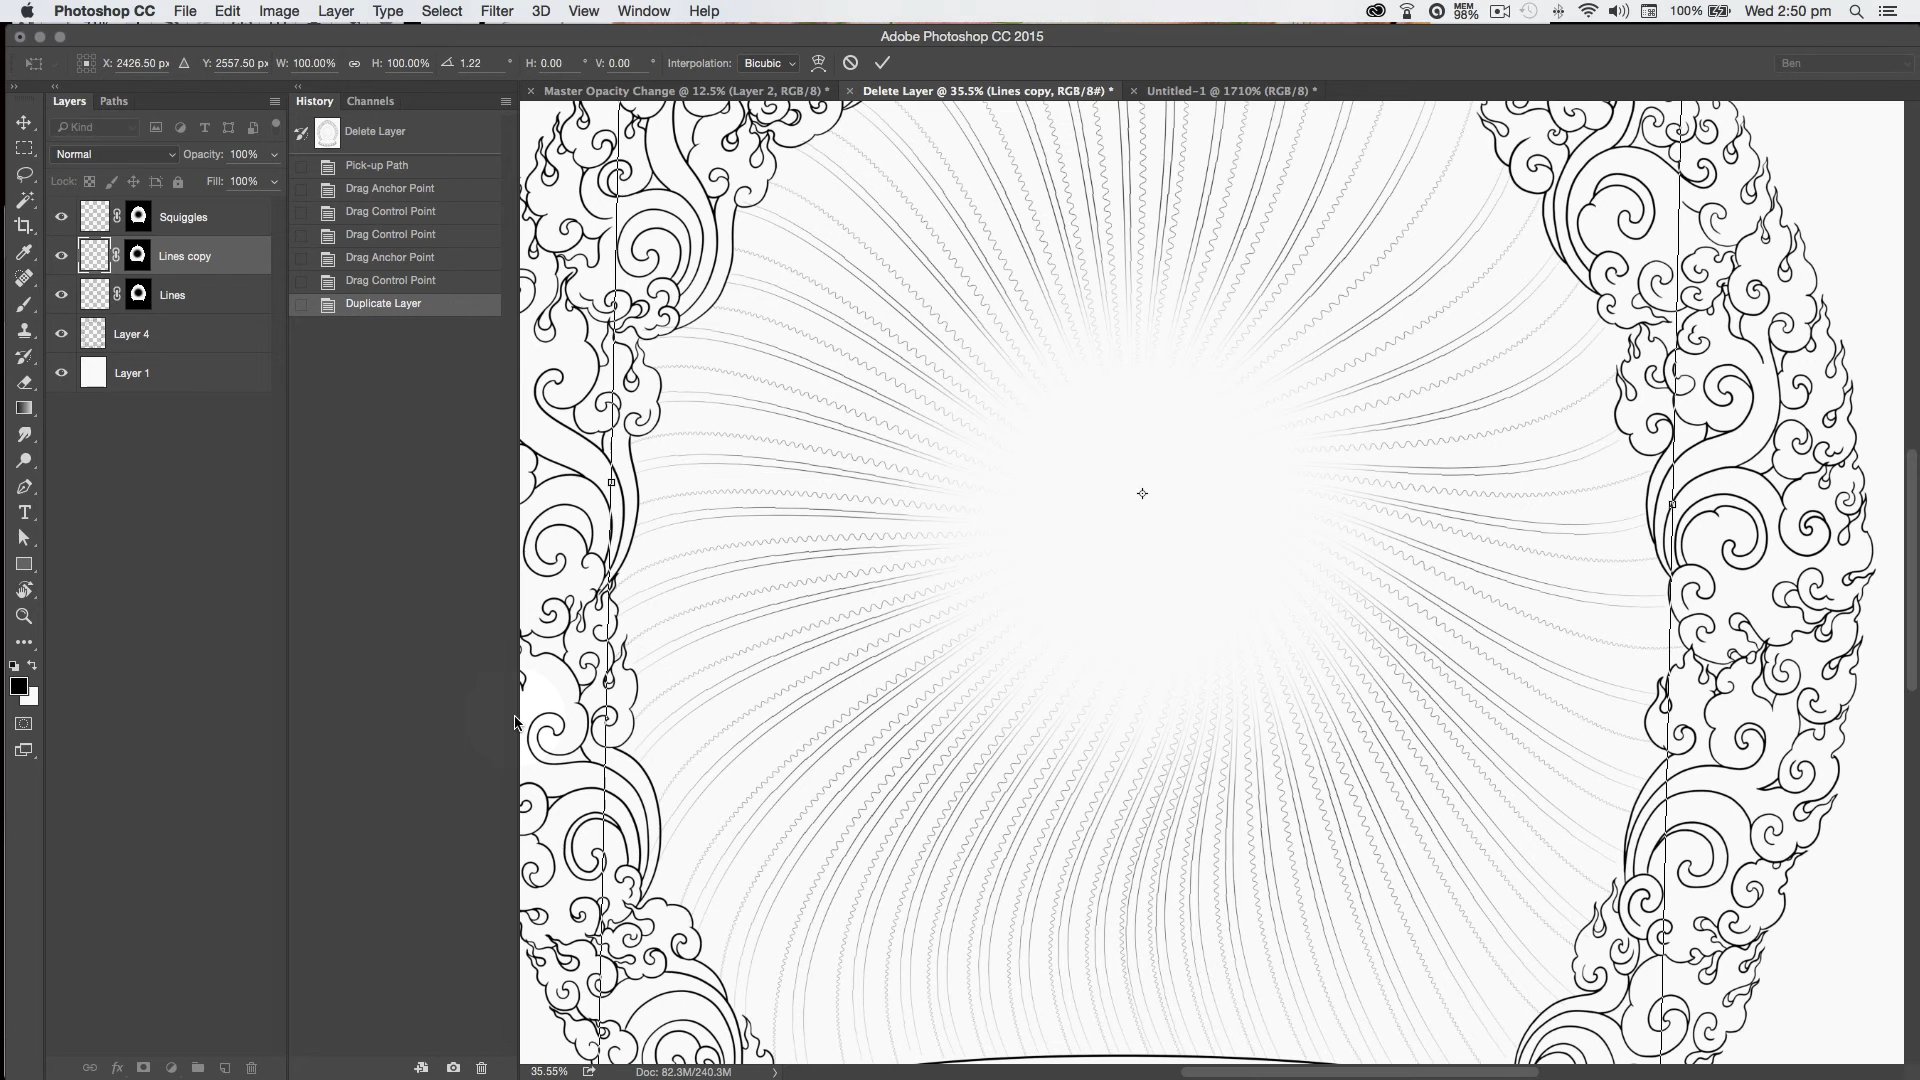 Photoshop CC File Edit Image Layer Type Select Filter 3D View Window Help MEM 98% 100% Wed 2:50 pm
Adobe Photoshop CC 2015
X: 2426.50 px Y: 2557.50 px W: 100.00% H: 100.00% 1.22 ° H: 0.00 ° V: 0.00 ° Interpolation: Bicubic Ben
Layers Paths History Channels × Master Opacity Change @ 12.5% (Layer 2, RGB/8) * × Delete Layer @ 35.5% (Lines copy, RGB/8#) * × Untitled-1 @ 1710% (RGB/8) *
Kind Delete Layer
Normal Opacity: 100% Pick-up Path
Lock: Fill: 100% Drag Anchor Point
Squiggles Drag Control Point
Drag Control Point
Lines copy Drag Anchor Point
Drag Control Point
Lines Duplicate Layer
Layer 4
Layer 1
35.55% Doc: 82.3M/240.3M